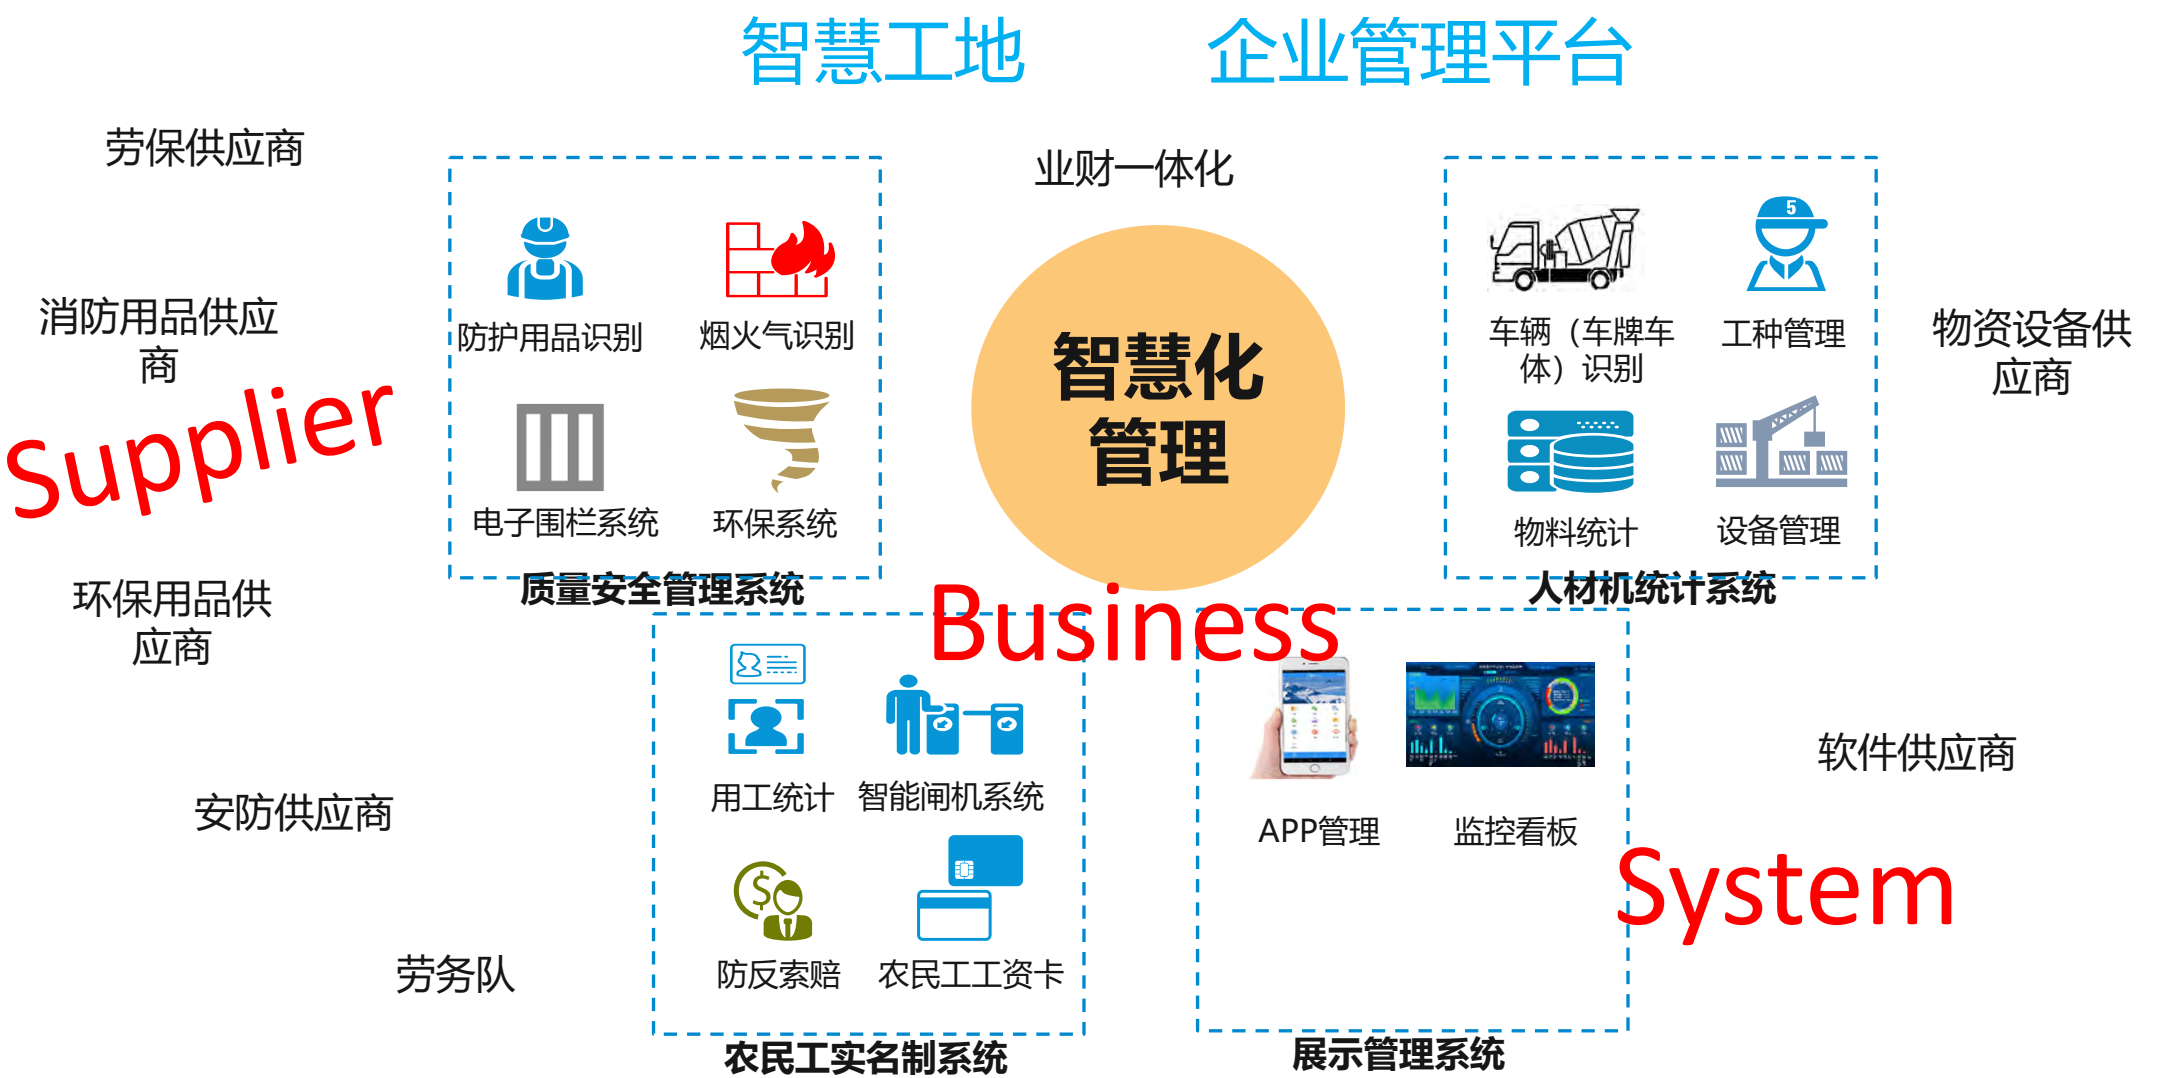 智慧工地 企业管理平台
劳保供应商
业财一体化
消防用品供应
商
Supplier
环保用品供
应商
安防供应商
劳务队
防护用品识别
烟火气识别
电子围栏系统
环保系统
质量安全管理系统
智慧化
管理
Business
5
车辆（车牌车
体）识别
工种管理
物料统计
设备管理
人材机统计系统
物资设备供
应商
用工统计
智能闸机系统
$
防反索赔
农民工工资卡
农民工实名制系统
APP管理
监控看板
展示管理系统
软件供应商
System